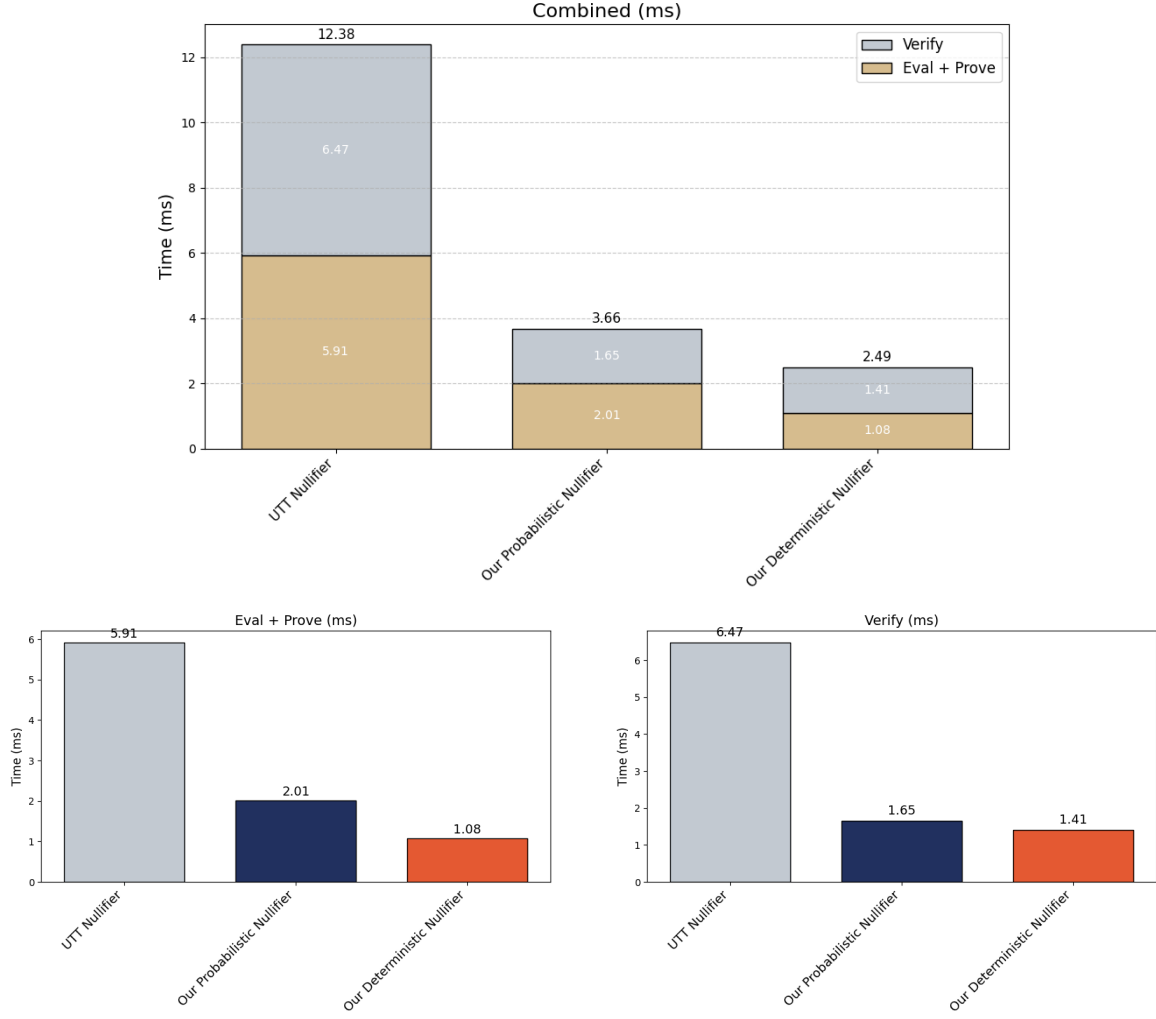 Combined (ms)
12.38
Verify
Eval + Prove
12
10
8
6
4
2
0
Time (ms)
6.47
5.91
3.66
1.65
2.01
2.49
1.41
1.08
UTT Nullifier
Our Probabilistic Nullifier
Our Deterministic Nullifier
Eval + Prove (ms)
6
5
4
3
2
1
0
Time (ms)
5.91
2.01
1.08
UTT Nullifier
Our Probabilistic Nullifier
Our Deterministic Nullifier
Verify (ms)
6
5
4
3
2
1
0
Time (ms)
6.47
1.65
1.41
UTT Nullifier
Our Probabilistic Nullifier
Our Deterministic Nullifier